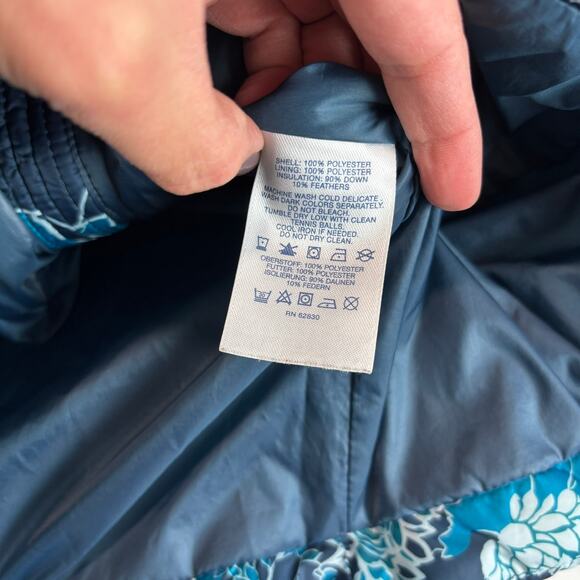 SHELL: 100% POLYESTER
LINING: 100% POLYESTER
INSULATION: 90% DOWN
10% FEATHERS
MACHINE WASH COLD DELICATE.
WASH DARK COLORS SEPARATELY.
DO NOT BLEACH.
TUMBLE DRY LOW WITH CLEAN
TENNIS BALLS.
COOL IRON IF NEEDED.
DO NOT DRY CLEAN.
OBERSTOFF: 100% POLYESTER
FUTTER: 100% POLYESTER
ISOLIERUNG: 90% DAUNEN
10% FEDERN
RN 62830